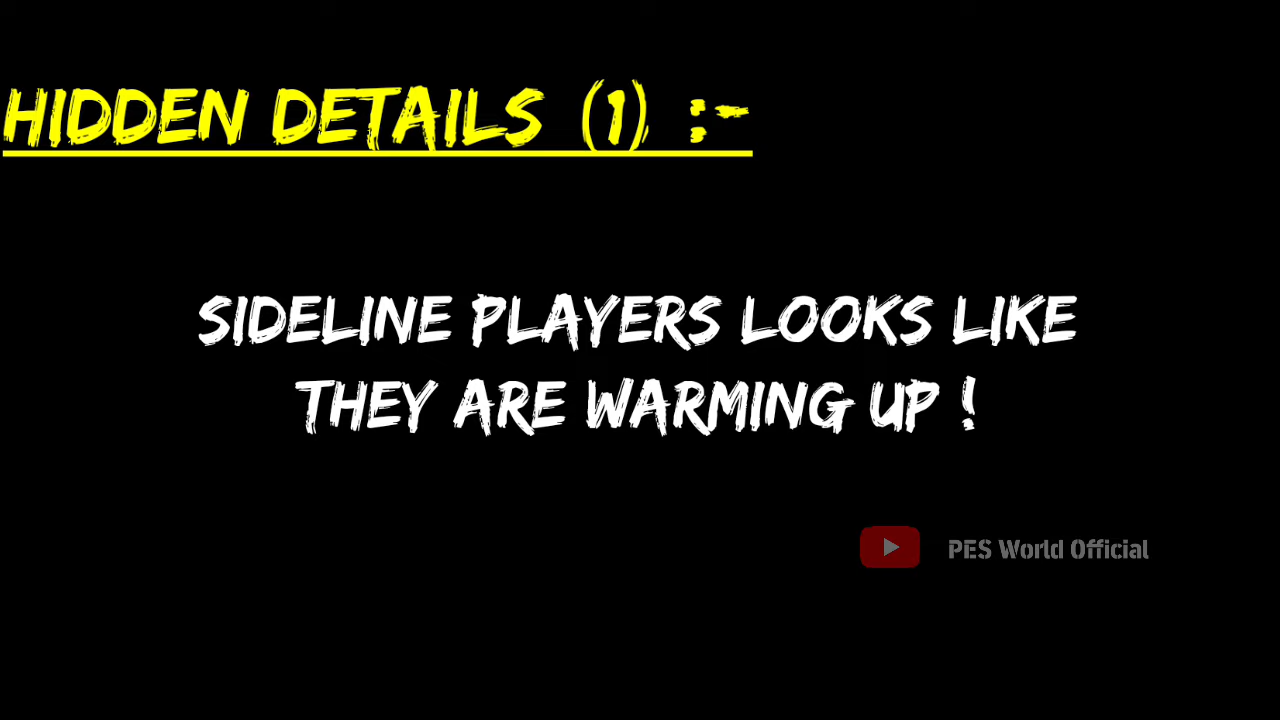 HIDDEN DETAILS (1) :-
SIDELINE PLAYERS LOOKS LIKE
THEY ARE WARMING UP !
PES World Official